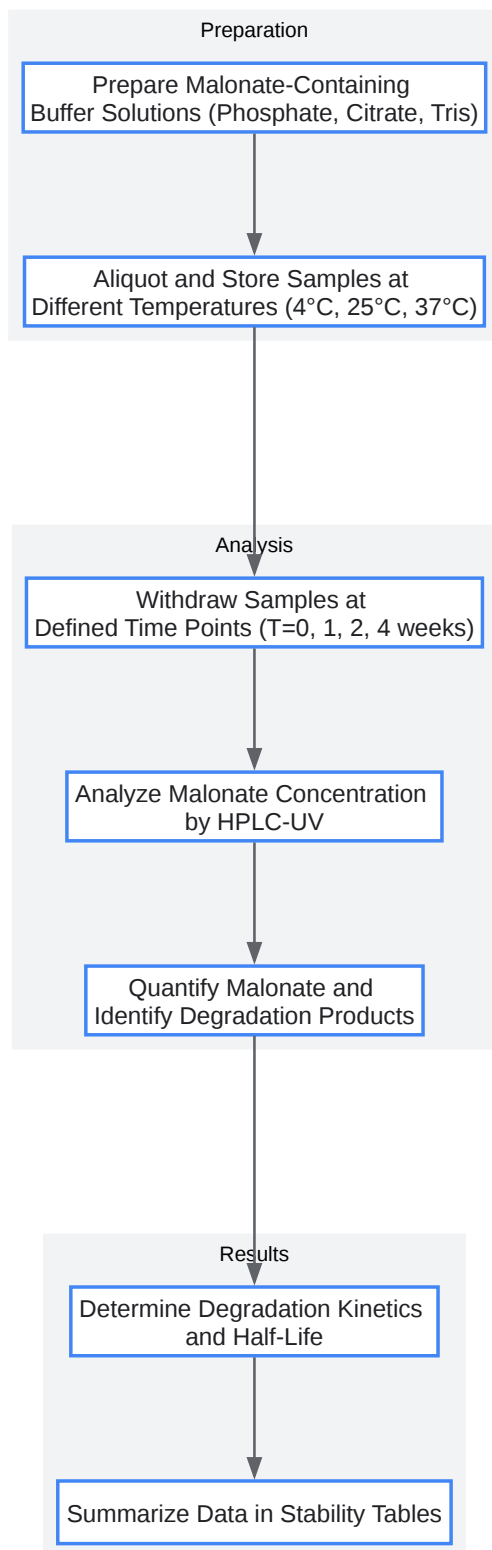 Preparation
Prepare Malonate-Containing
Buffer Solutions (Phosphate, Citrate, Tris)
Aliquot and Store Samples at
Different Temperatures (4°C, 25°C, 37°C)
Analysis
Withdraw Samples at
Defined Time Points (T=0, 1, 2, 4 weeks)
Analyze Malonate Concentration
by HPLC-UV
Quantify Malonate and
Identify Degradation Products
Results
Determine Degradation Kinetics
and Half-Life
Summarize Data in Stability Tables